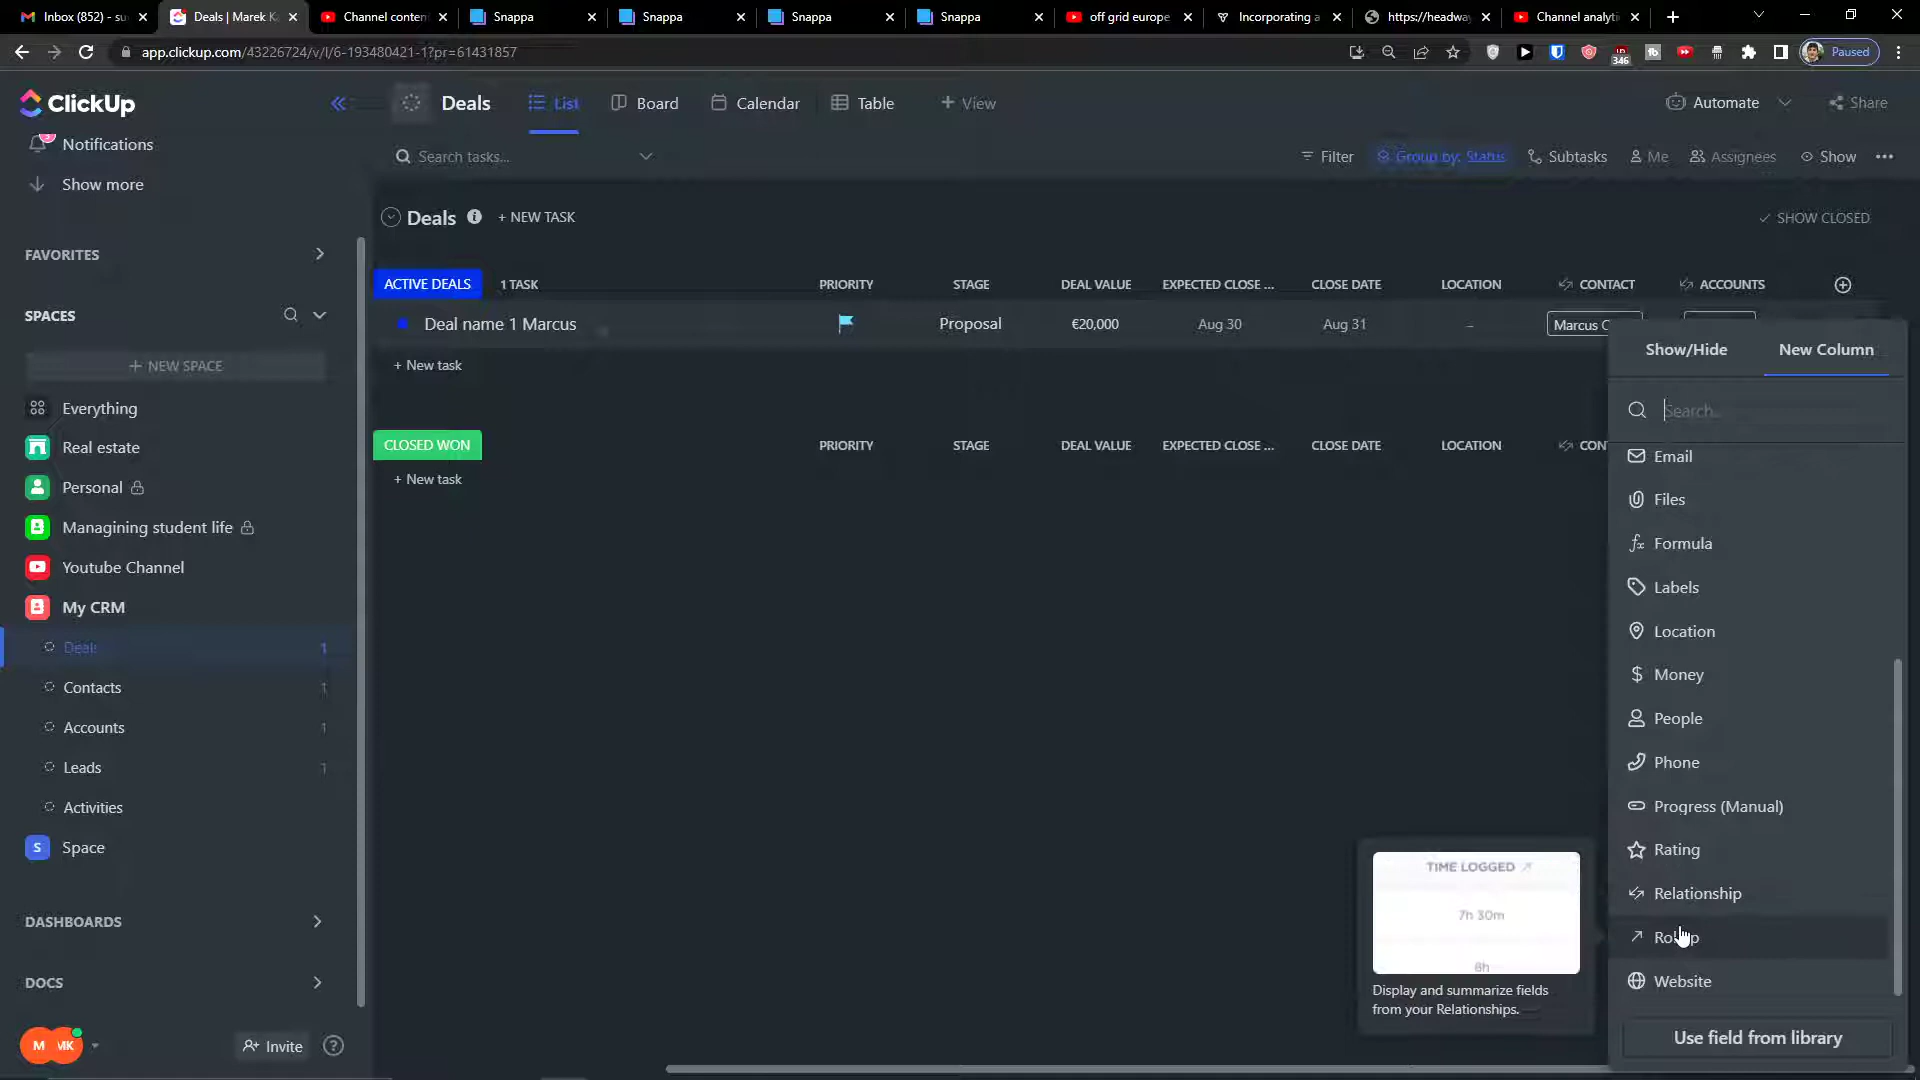 Inbox (852) - su
Deals | Marek K
Channel conten
Snappa
Snappa
Snappa
Snappa
off grid europe
Incorporating a
https://headway
Channel analyti
app.clickup.com/43226724/v/l/6-193480421-1?pr=61431857
346
Paused
ClickUp
Deals
List
Board
Calendar
Table
+ View
Automate
Share
3
Notifications
Search tasks...
Filter
Group by: Status
Subtasks
Me
Assignees
Show
Show more
Deals
+ NEW TASK
SHOW CLOSED
FAVORITES
ACTIVE DEALS
1 TASK
PRIORITY
STAGE
DEAL VALUE
EXPECTED CLOSE ...
CLOSE DATE
LOCATION
CONTACT
ACCOUNTS
SPACES
Deal name 1 Marcus
Proposal
€20,000
Aug 30
Aug 31
–
Marcus C
Show/Hide
New Column
+ NEW SPACE
+ New task
Everything
Search...
Real estate
CLOSED WON
PRIORITY
STAGE
DEAL VALUE
EXPECTED CLOSE ...
CLOSE DATE
LOCATION
CON
Email
+ New task
Personal
Files
Managining student life
Formula
Youtube Channel
Labels
My CRM
Location
Deals
1
Money
Contacts
1
People
Accounts
1
Phone
Leads
1
Activities
Progress (Manual)
S
Space
Rating
TIME LOGGED
7h 30m
6h
Relationship
DASHBOARDS
Display and summarize fields
from your Relationships.
DOCS
Website
M
MK
Invite
Use field from library